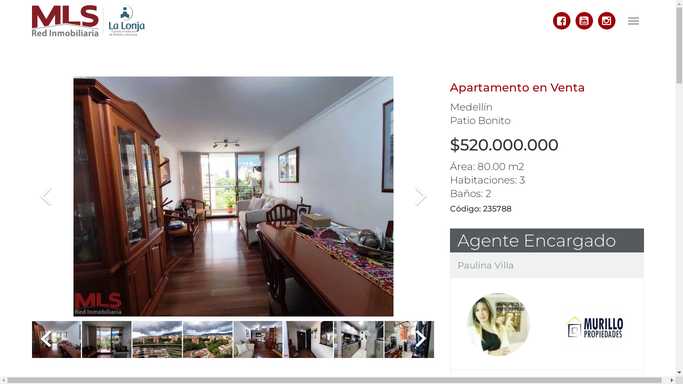 MLS
Red Inmobiliaria
La Lonja
Apartamento en Venta
Medellín
Patio Bonito
$520.000.000
Área: 80.00 m2
Habitaciones: 3
Baños: 2
Código: 235788
MLS
Red Inmobiliaria
Agente Encargado
Paulina Villa
MURILLO
PROPIEDADES